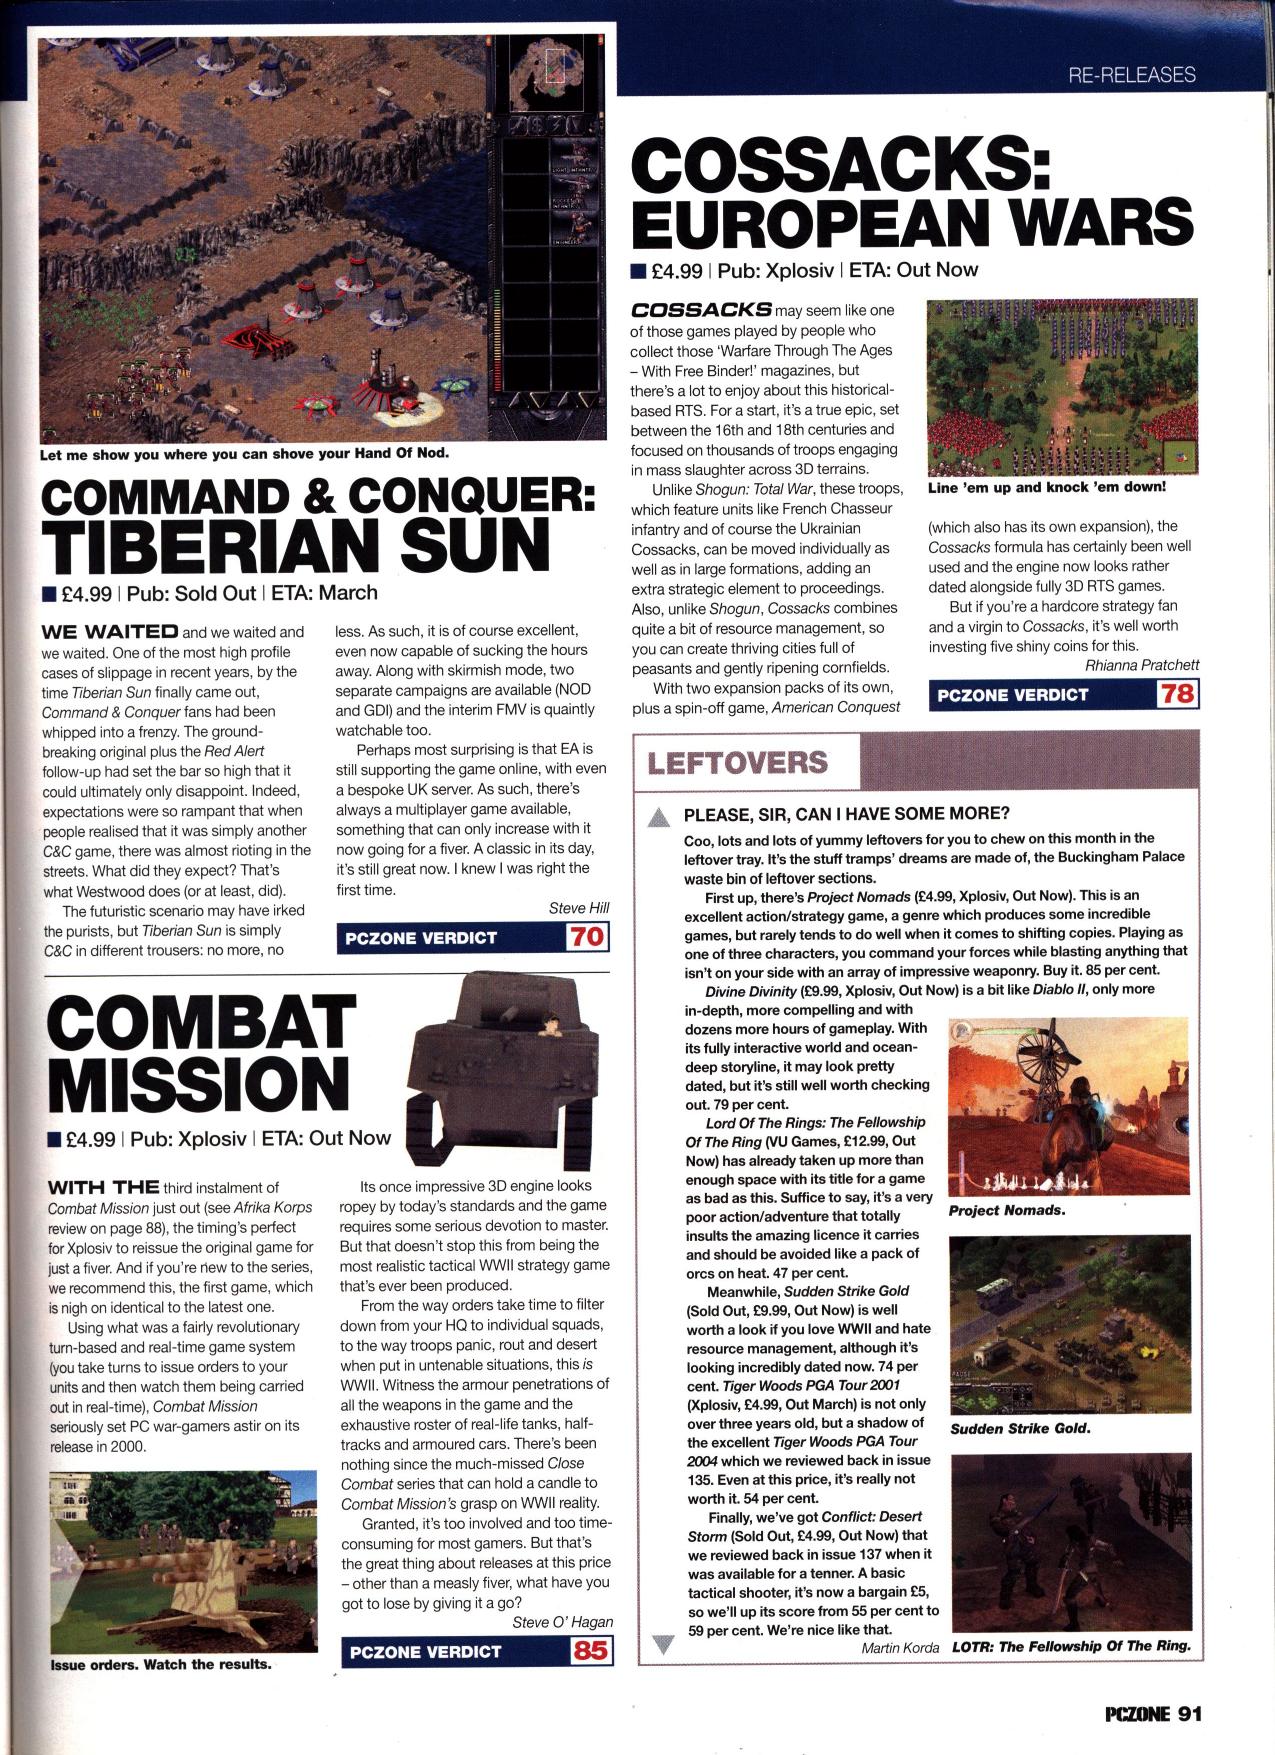 RE-RELEASES
Let me show you where you can shove your Hand Of Nod.
COMMAND & CONQUER:
TIBERIAN SUN
£4.99 | Pub: Sold Out | ETA: March
WE WAITED and we waited and
we waited. One of the most high profile
cases of slippage in recent years, by the
time Tiberian Sun finally came out,
Command & Conquer fans had been
whipped into a frenzy. The ground-
breaking original plus the Red Alert
follow-up had set the bar so high that it
could ultimately only disappoint. Indeed,
expectations were so rampant that when
people realised that it was simply another
C&C game, there was almost rioting in the
streets. What did they expect? That's
what Westwood does (or at least, did).
The futuristic scenario may have irked
the purists, but Tiberian Sun is simply
C&C in different trousers: no more, no
less. As such, it is of course excellent,
even now capable of sucking the hours
away. Along with skirmish mode, two
separate campaigns are available (NOD
and GDI) and the interim FMV is quaintly
watchable too.
Perhaps most surprising is that EA is
still supporting the game online, with even
a bespoke UK server. As such, there's
always a multiplayer game available,
something that can only increase with it
now going for a fiver. A classic in its day,
it's still great now. I knew I was right the
first time.
Steve Hill
PCZONE VERDICT 70
COMBAT
MISSION
£4.99 | Pub: Xplosiv | ETA: Out Now
WITH THE third instalment of
Combat Mission just out (see Afrika Korps
review on page 88), the timing's perfect
for Xplosiv to reissue the original game for
just a fiver. And if you're new to the series,
we recommend this, the first game, which
is nigh on identical to the latest one.
Using what was a fairly revolutionary
turn-based and real-time game system
(you take turns to issue orders to your
units and then watch them being carried
out in real-time), Combat Mission
seriously set PC war-gamers astir on its
release in 2000.
Issue orders. Watch the results.
Its once impressive 3D engine looks
ropey by today's standards and the game
requires some serious devotion to master.
But that doesn't stop this from being the
most realistic tactical WWII strategy game
that's ever been produced.
From the way orders take time to filter
down from your HQ to individual squads,
to the way troops panic, rout and desert
when put in untenable situations, this is
WWII. Witness the armour penetrations of
all the weapons in the game and the
exhaustive roster of real-life tanks, half-
tracks and armoured cars. There's been
nothing since the much-missed Close
Combat series that can hold a candle to
Combat Mission's grasp on WWII reality.
Granted, it's too involved and too time-
consuming for most gamers. But that's
the great thing about releases at this price
– other than a measly fiver, what have you
got to lose by giving it a go?
Steve O' Hagan
PCZONE VERDICT 85
COSSACKS:
EUROPEAN WARS
£4.99 | Pub: Xplosiv | ETA: Out Now
COSSACKS may seem like one
of those games played by people who
collect those 'Warfare Through The Ages
– With Free Binder!' magazines, but
there's a lot to enjoy about this historical-
based RTS. For a start, it's a true epic, set
between the 16th and 18th centuries and
focused on thousands of troops engaging
in mass slaughter across 3D terrains.
Unlike Shogun: Total War, these troops,
which feature units like French Chasseur
infantry and of course the Ukrainian
Cossacks, can be moved individually as
well as in large formations, adding an
extra strategic element to proceedings.
Also, unlike Shogun, Cossacks combines
quite a bit of resource management, so
you can create thriving cities full of
peasants and gently ripening cornfields.
With two expansion packs of its own,
plus a spin-off game, American Conquest
Line 'em up and knock 'em down!
(which also has its own expansion), the
Cossacks formula has certainly been well
used and the engine now looks rather
dated alongside fully 3D RTS games.
But if you're a hardcore strategy fan
and a virgin to Cossacks, it's well worth
investing five shiny coins for this.
Rhianna Pratchett
PCZONE VERDICT 78
LEFTOVERS
PLEASE, SIR, CAN I HAVE SOME MORE?
Coo, lots and lots of yummy leftovers for you to chew on this month in the
leftover tray. It's the stuff tramps' dreams are made of, the Buckingham Palace
waste bin of leftover sections.
First up, there's Project Nomads (£4.99, Xplosiv, Out Now). This is an
excellent action/strategy game, a genre which produces some incredible
games, but rarely tends to do well when it comes to shifting copies. Playing as
one of three characters, you command your forces while blasting anything that
isn't on your side with an array of impressive weaponry. Buy it. 85 per cent.
Divine Divinity (£9.99, Xplosiv, Out Now) is a bit like Diablo II, only more
in-depth, more compelling and with
dozens more hours of gameplay. With
its fully interactive world and ocean-
deep storyline, it may look pretty
dated, but it's still well worth checking
out. 79 per cent.
Lord Of The Rings: The Fellowship
Of The Ring (VU Games, £12.99, Out
Now) has already taken up more than
enough space with its title for a game
as bad as this. Suffice to say, it's a very
poor action/adventure that totally
insults the amazing licence it carries
and should be avoided like a pack of
orcs on heat. 47 per cent.
Meanwhile, Sudden Strike Gold
(Sold Out, £9.99, Out Now) is well
worth a look if you love WWII and hate
resource management, although it's
looking incredibly dated now. 74 per
cent. Tiger Woods PGA Tour 2001
(Xplosiv, £4.99, Out March) is not only
over three years old, but a shadow of
the excellent Tiger Woods PGA Tour
2004 which we reviewed back in issue
135. Even at this price, it's really not
worth it. 54 per cent.
Finally, we've got Conflict: Desert
Storm (Sold Out, £4.99, Out Now) that
we reviewed back in issue 137 when it
was available for a tenner. A basic
tactical shooter, it's now a bargain £5,
so we'll up its score from 55 per cent to
59 per cent. We're nice like that.
Martin Korda
Project Nomads.
Sudden Strike Gold.
LOTR: The Fellowship Of The Ring.
PCZONE 91